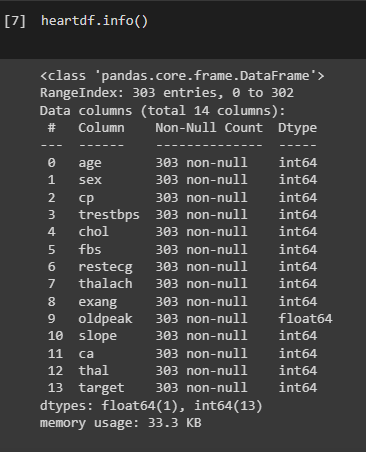 [7] heartdf.info()
<class 'pandas.core.frame.DataFrame'>
RangeIndex: 303 entries, 0 to 302
Data columns (total 14 columns):
 #   Column    Non-Null Count  Dtype
---  ------    --------------  -----
 0   age       303 non-null    int64
 1   sex       303 non-null    int64
 2   cp        303 non-null    int64
 3   trestbps  303 non-null    int64
 4   chol      303 non-null    int64
 5   fbs       303 non-null    int64
 6   restecg   303 non-null    int64
 7   thalach   303 non-null    int64
 8   exang     303 non-null    int64
 9   oldpeak   303 non-null    float64
 10  slope     303 non-null    int64
 11  ca        303 non-null    int64
 12  thal      303 non-null    int64
 13  target    303 non-null    int64
dtypes: float64(1), int64(13)
memory usage: 33.3 KB